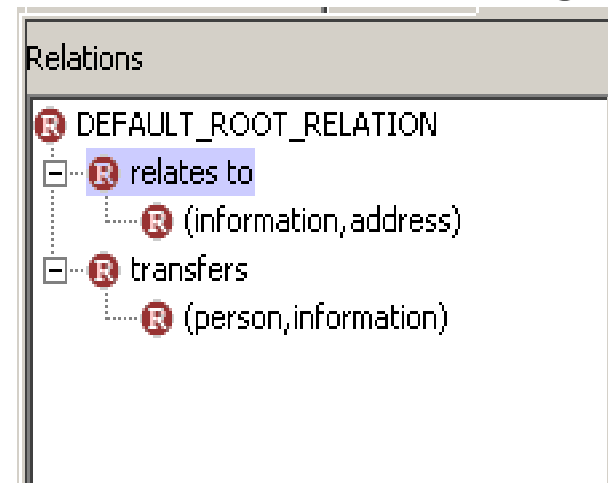 Relations
R DEFAULT_ROOT_RELATION
R relates to
R (information,address)
R transfers
R (person,information)